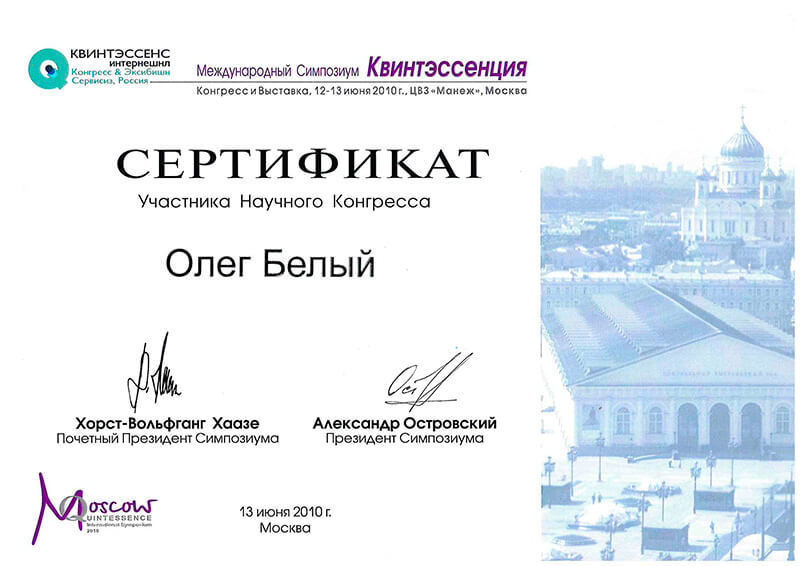 КВИНТЭССЕНС
интернешнл
Конгресс & Эксибишн
Сервисиз, Россия
Международный Симпозиум Квинтэссенция
Конгресс и Выставка, 12-13 июня 2010 г., ЦВЗ «Манеж», Москва
СЕРТИФИКАТ
Участника Научного Конгресса
Олег Белый
Хорст-Вольфганг Хаазе
Почетный Президент Симпозиума
Александр Островский
Президент Симпозиума
Moscow
QUINTESSENCE
International Symposium
2010
13 июня 2010 г.
Москва